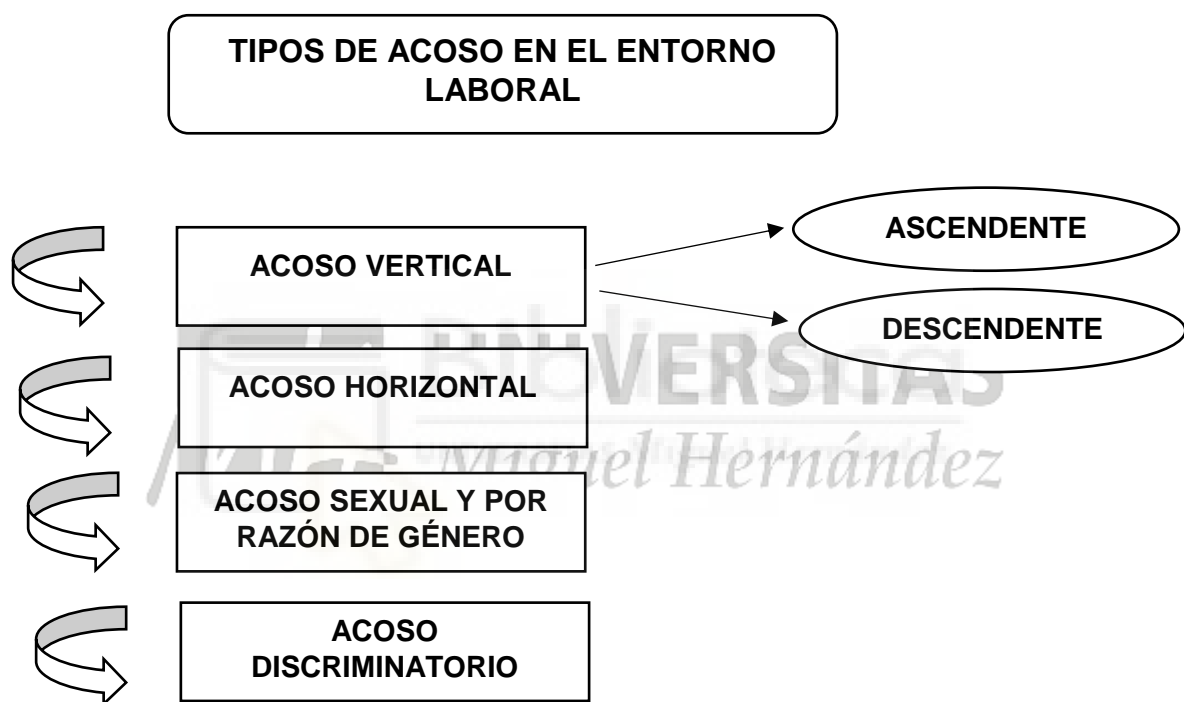 TIPOS DE ACOSO EN EL ENTORNO
LABORAL
ACOSO VERTICAL
ASCENDENTE
DESCENDENTE
ACOSO HORIZONTAL
ACOSO SEXUAL Y POR
RAZÓN DE GÉNERO
ACOSO
DISCRIMINATORIO
UNIVERSITAS
Miguel Hernández